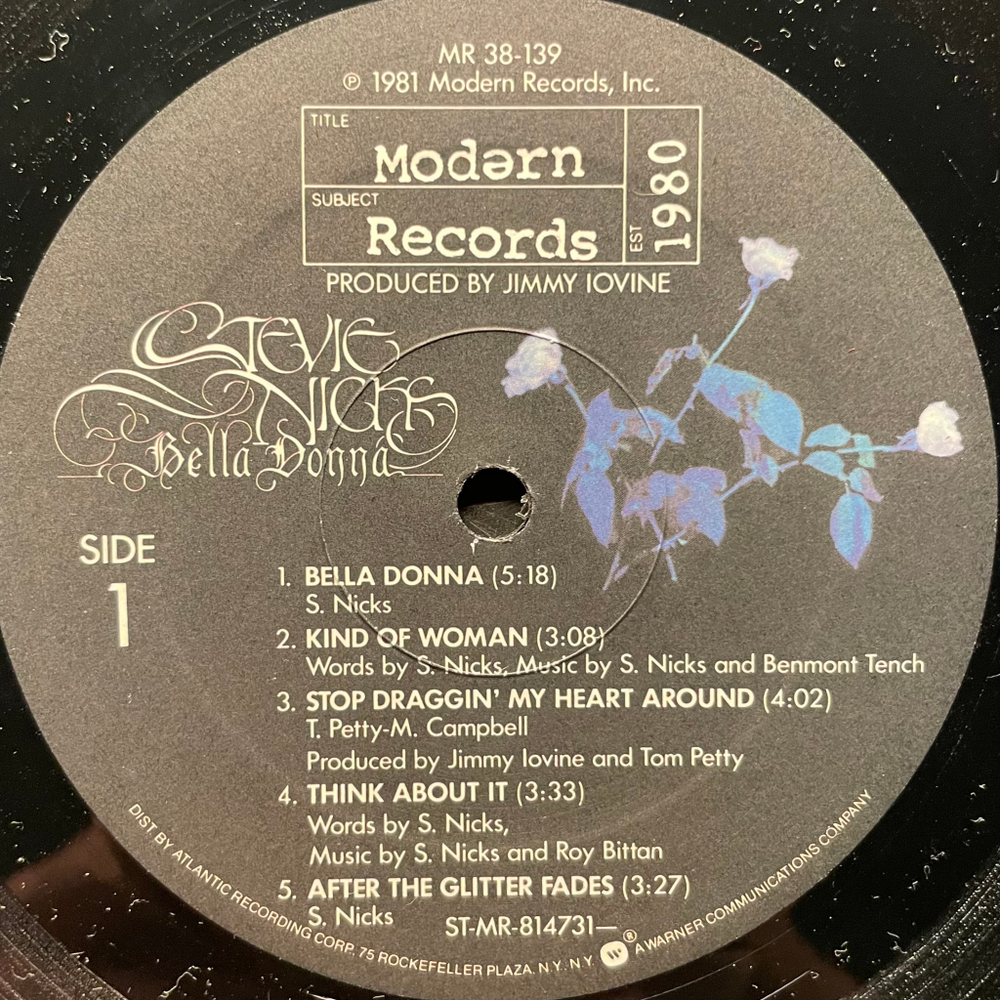 MR 38-139
℗ 1981 Modern Records, Inc.
TITLE
Modərn
SUBJECT
Records
EST 1980
PRODUCED BY JIMMY IOVINE
STEVIE
NICKS
Bella Donna
SIDE
1
1. BELLA DONNA (5:18)
S. Nicks
2. KIND OF WOMAN (3:08)
Words by S. Nicks, Music by S. Nicks and Benmont Tench
3. STOP DRAGGIN' MY HEART AROUND (4:02)
T. Petty-M. Campbell
Produced by Jimmy Iovine and Tom Petty
4. THINK ABOUT IT (3:33)
Words by S. Nicks,
Music by S. Nicks and Roy Bittan
5. AFTER THE GLITTER FADES (3:27)
S. Nicks
ST-MR-814731—
DIST BY ATLANTIC RECORDING CORP. 75 ROCKEFELLER PLAZA. N.Y. N.Y. ® A WARNER COMMUNICATIONS COMPANY